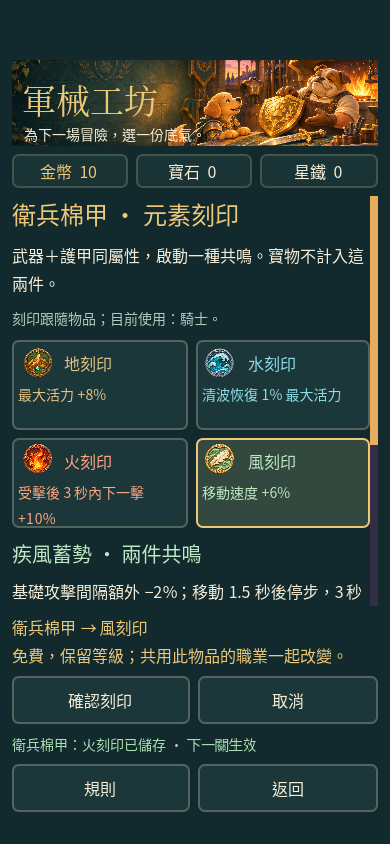 軍械工坊
為下一場冒險，選一份底氣。
金幣 10
寶石 0
星鐵 0
衛兵棉甲 · 元素刻印
武器＋護甲同屬性，啟動一種共鳴。寶物不計入這
兩件。
刻印跟隨物品；目前使用：騎士。
地刻印
最大活力 +8%
水刻印
清波恢復 1% 最大活力
火刻印
受擊後 3 秒內下一擊
+10%
風刻印
移動速度 +6%
疾風蓄勢 · 兩件共鳴
基礎攻擊間隔額外 −2%；移動 1.5 秒後停步，3 秒
衛兵棉甲 → 風刻印
免費，保留等級；共用此物品的職業一起改變。
確認刻印
取消
衛兵棉甲：火刻印已儲存 · 下一關生效
規則
返回